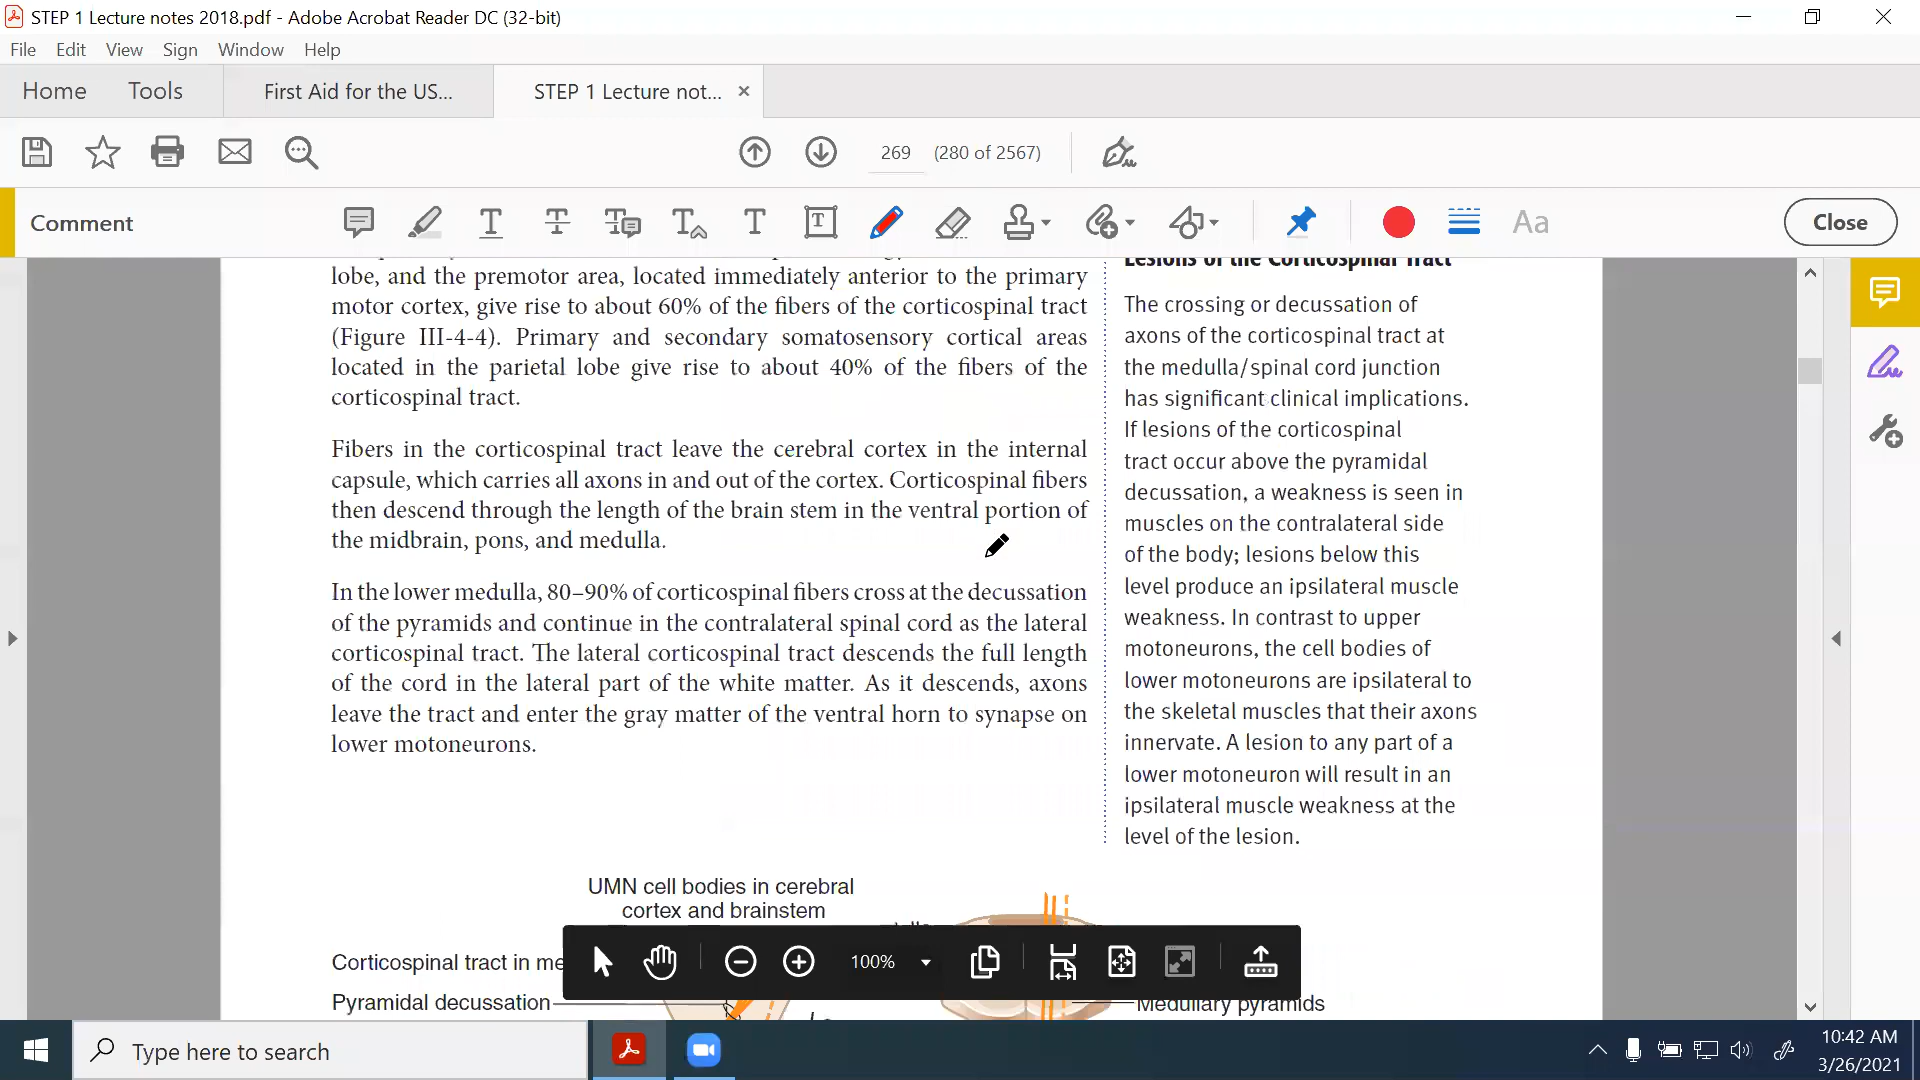 STEP 1 Lecture notes 2018.pdf - Adobe Acrobat Reader DC (32-bit)
File Edit View Sign Window Help
Home Tools First Aid for the US... STEP 1 Lecture not... ×
269 (280 of 2567)
Comment T T T T T T Aa Close
lobe, and the premotor area, located immediately anterior to the primary
motor cortex, give rise to about 60% of the fibers of the corticospinal tract
(Figure III-4-4). Primary and secondary somatosensory cortical areas
located in the parietal lobe give rise to about 40% of the fibers of the
corticospinal tract.
Fibers in the corticospinal tract leave the cerebral cortex in the internal
capsule, which carries all axons in and out of the cortex. Corticospinal fibers
then descend through the length of the brain stem in the ventral portion of
the midbrain, pons, and medulla.
In the lower medulla, 80–90% of corticospinal fibers cross at the decussation
of the pyramids and continue in the contralateral spinal cord as the lateral
corticospinal tract. The lateral corticospinal tract descends the full length
of the cord in the lateral part of the white matter. As it descends, axons
leave the tract and enter the gray matter of the ventral horn to synapse on
lower motoneurons.
Lesions of the Corticospinal Tract
The crossing or decussation of
axons of the corticospinal tract at
the medulla/spinal cord junction
has significant clinical implications.
If lesions of the corticospinal
tract occur above the pyramidal
decussation, a weakness is seen in
muscles on the contralateral side
of the body; lesions below this
level produce an ipsilateral muscle
weakness. In contrast to upper
motoneurons, the cell bodies of
lower motoneurons are ipsilateral to
the skeletal muscles that their axons
innervate. A lesion to any part of a
lower motoneuron will result in an
ipsilateral muscle weakness at the
level of the lesion.
UMN cell bodies in cerebral
cortex and brainstem
Corticospinal tract in me
Pyramidal decussation
Medullary pyramids
100%
Type here to search
10:42 AM
3/26/2021